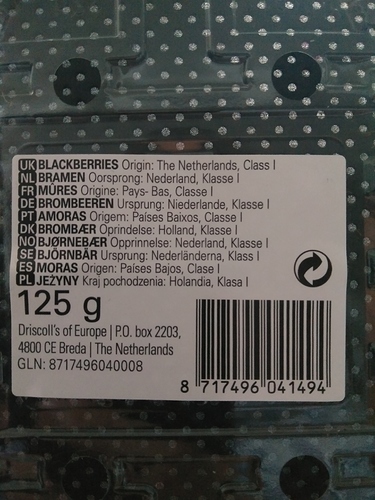 UK BLACKBERRIES Origin: The Netherlands, Class I
NL BRAMEN Oorsprong: Nederland, Klasse I
FR MÛRES Origine: Pays- Bas, Classe I
DE BROMBEEREN Ursprung: Niederlande, Klasse I
PT AMORAS Origem: Países Baixos, Classe I
DK BROMBÆR Oprindelse: Holland, Klasse I
NO BJØRNEBÆR Opprinnelse: Nederland, Klasse I
SE BJÖRNBÄR Ursprung: Nederländerna, Klass I
ES MORAS Origen: Países Bajos, Clase I
PL JEŻYNY Kraj pochodzenia: Holandia, Klasa I
125 g
Driscoll's of Europe | P.O. box 2203,
4800 CE Breda | The Netherlands
GLN: 8717496040008
8 717496 041494